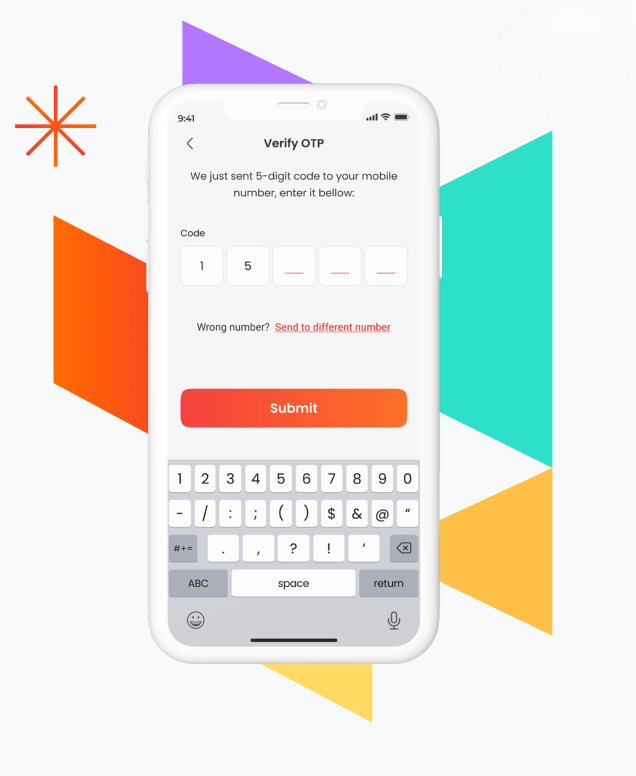 9:41
Verify OTP
We just sent 5-digit code to your mobile
number, enter it bellow:
Code
1 5
Wrong number? Send to different number
Submit
1 2 3 4 5 6 7 8 9 0
- / : ; ( ) $ & @ “
#+= . , ? ! ‘
ABC space return